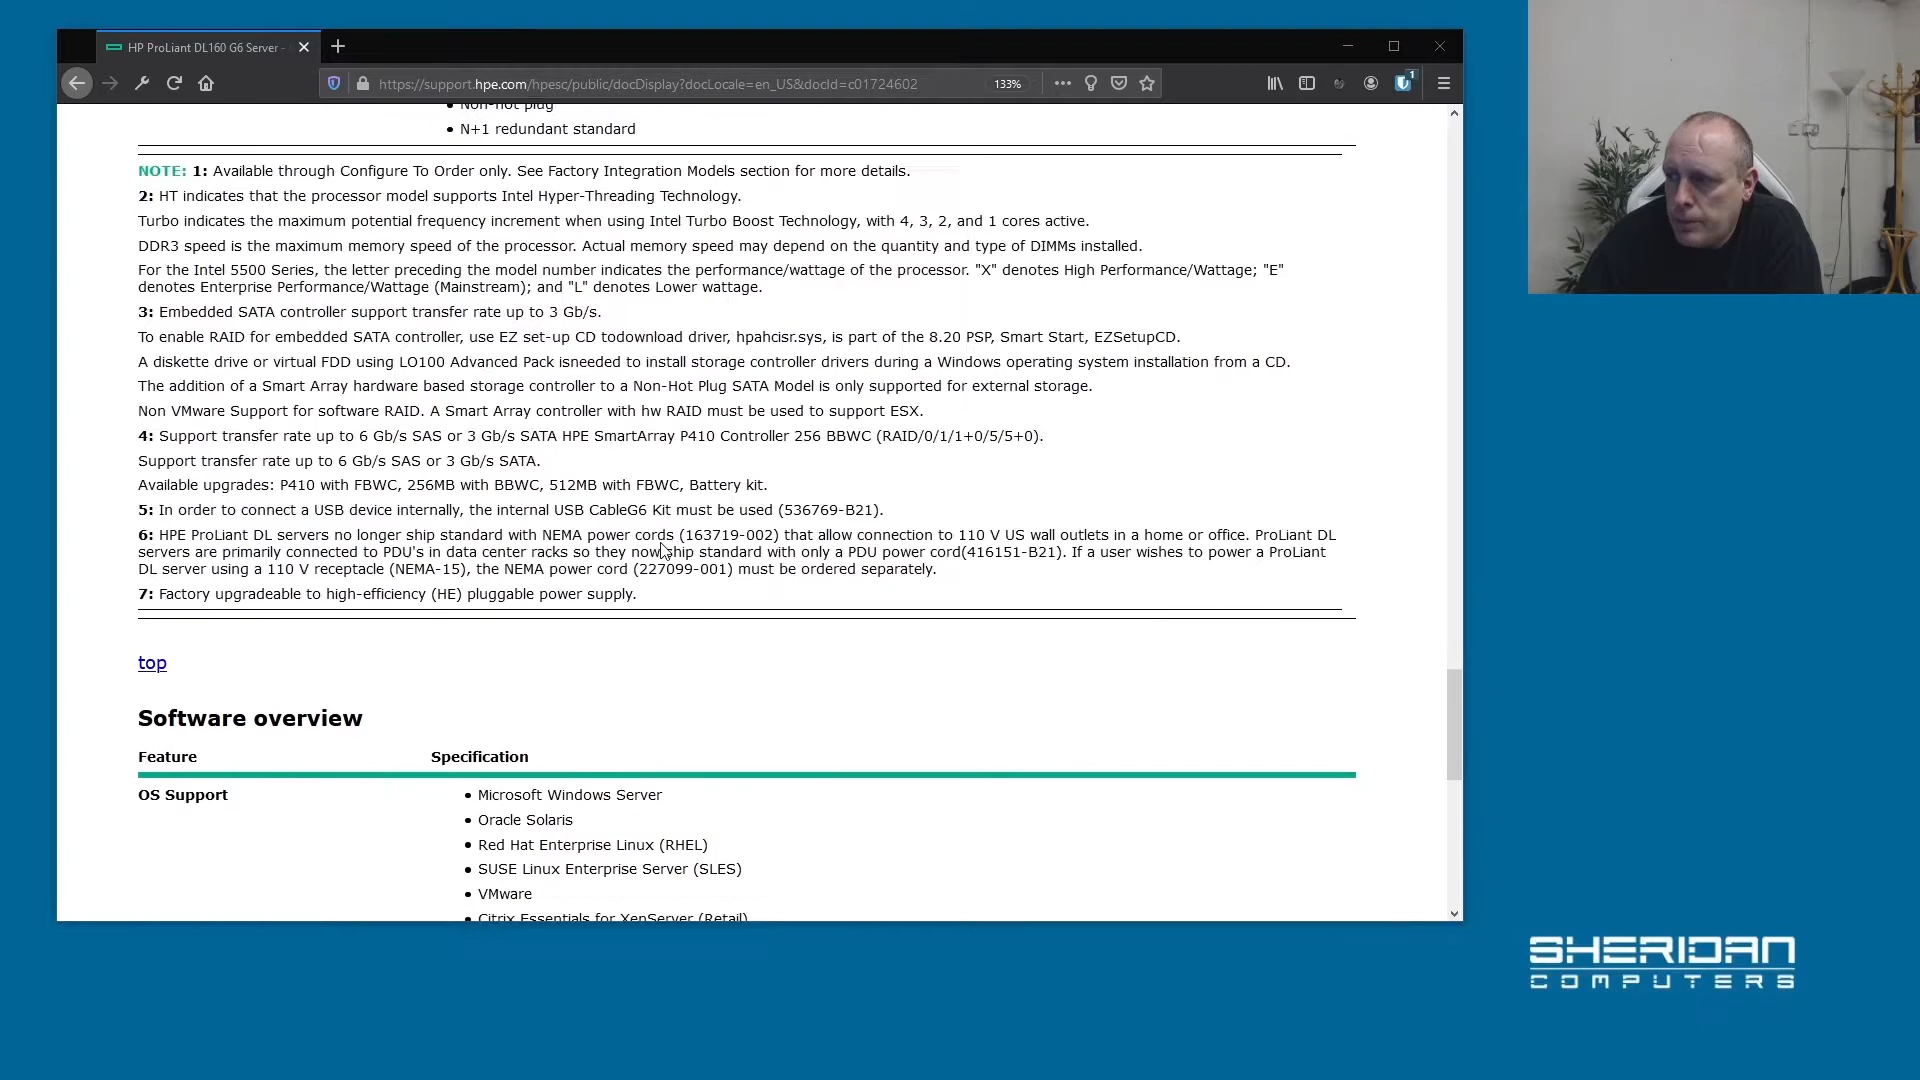 HP ProLiant DL160 G6 Server -
https://support.hpe.com/hpesc/public/docDisplay?docLocale=en_US&docId=c01724602
133%
1
• Non-hot plug
• N+1 redundant standard
NOTE: 1: Available through Configure To Order only. See Factory Integration Models section for more details.
2: HT indicates that the processor model supports Intel Hyper-Threading Technology.
Turbo indicates the maximum potential frequency increment when using Intel Turbo Boost Technology, with 4, 3, 2, and 1 cores active.
DDR3 speed is the maximum memory speed of the processor. Actual memory speed may depend on the quantity and type of DIMMs installed.
For the Intel 5500 Series, the letter preceding the model number indicates the performance/wattage of the processor. "X" denotes High Performance/Wattage; "E"
denotes Enterprise Performance/Wattage (Mainstream); and "L" denotes Lower wattage.
3: Embedded SATA controller support transfer rate up to 3 Gb/s.
To enable RAID for embedded SATA controller, use EZ set-up CD todownload driver, hpahcisr.sys, is part of the 8.20 PSP, Smart Start, EZSetupCD.
A diskette drive or virtual FDD using LO100 Advanced Pack isneeded to install storage controller drivers during a Windows operating system installation from a CD.
The addition of a Smart Array hardware based storage controller to a Non-Hot Plug SATA Model is only supported for external storage.
Non VMware Support for software RAID. A Smart Array controller with hw RAID must be used to support ESX.
4: Support transfer rate up to 6 Gb/s SAS or 3 Gb/s SATA HPE SmartArray P410 Controller 256 BBWC (RAID/0/1/1+0/5/5+0).
Support transfer rate up to 6 Gb/s SAS or 3 Gb/s SATA.
Available upgrades: P410 with FBWC, 256MB with BBWC, 512MB with FBWC, Battery kit.
5: In order to connect a USB device internally, the internal USB CableG6 Kit must be used (536769-B21).
6: HPE ProLiant DL servers no longer ship standard with NEMA power cords (163719-002) that allow connection to 110 V US wall outlets in a home or office. ProLiant DL
servers are primarily connected to PDU's in data center racks so they now ship standard with only a PDU power cord(416151-B21). If a user wishes to power a ProLiant
DL server using a 110 V receptacle (NEMA-15), the NEMA power cord (227099-001) must be ordered separately.
7: Factory upgradeable to high-efficiency (HE) pluggable power supply.
top
Software overview
Feature Specification
OS Support • Microsoft Windows Server
• Oracle Solaris
• Red Hat Enterprise Linux (RHEL)
• SUSE Linux Enterprise Server (SLES)
• VMware
• Citrix Essentials for XenServer (Retail)
SHERIDAN
COMPUTERS